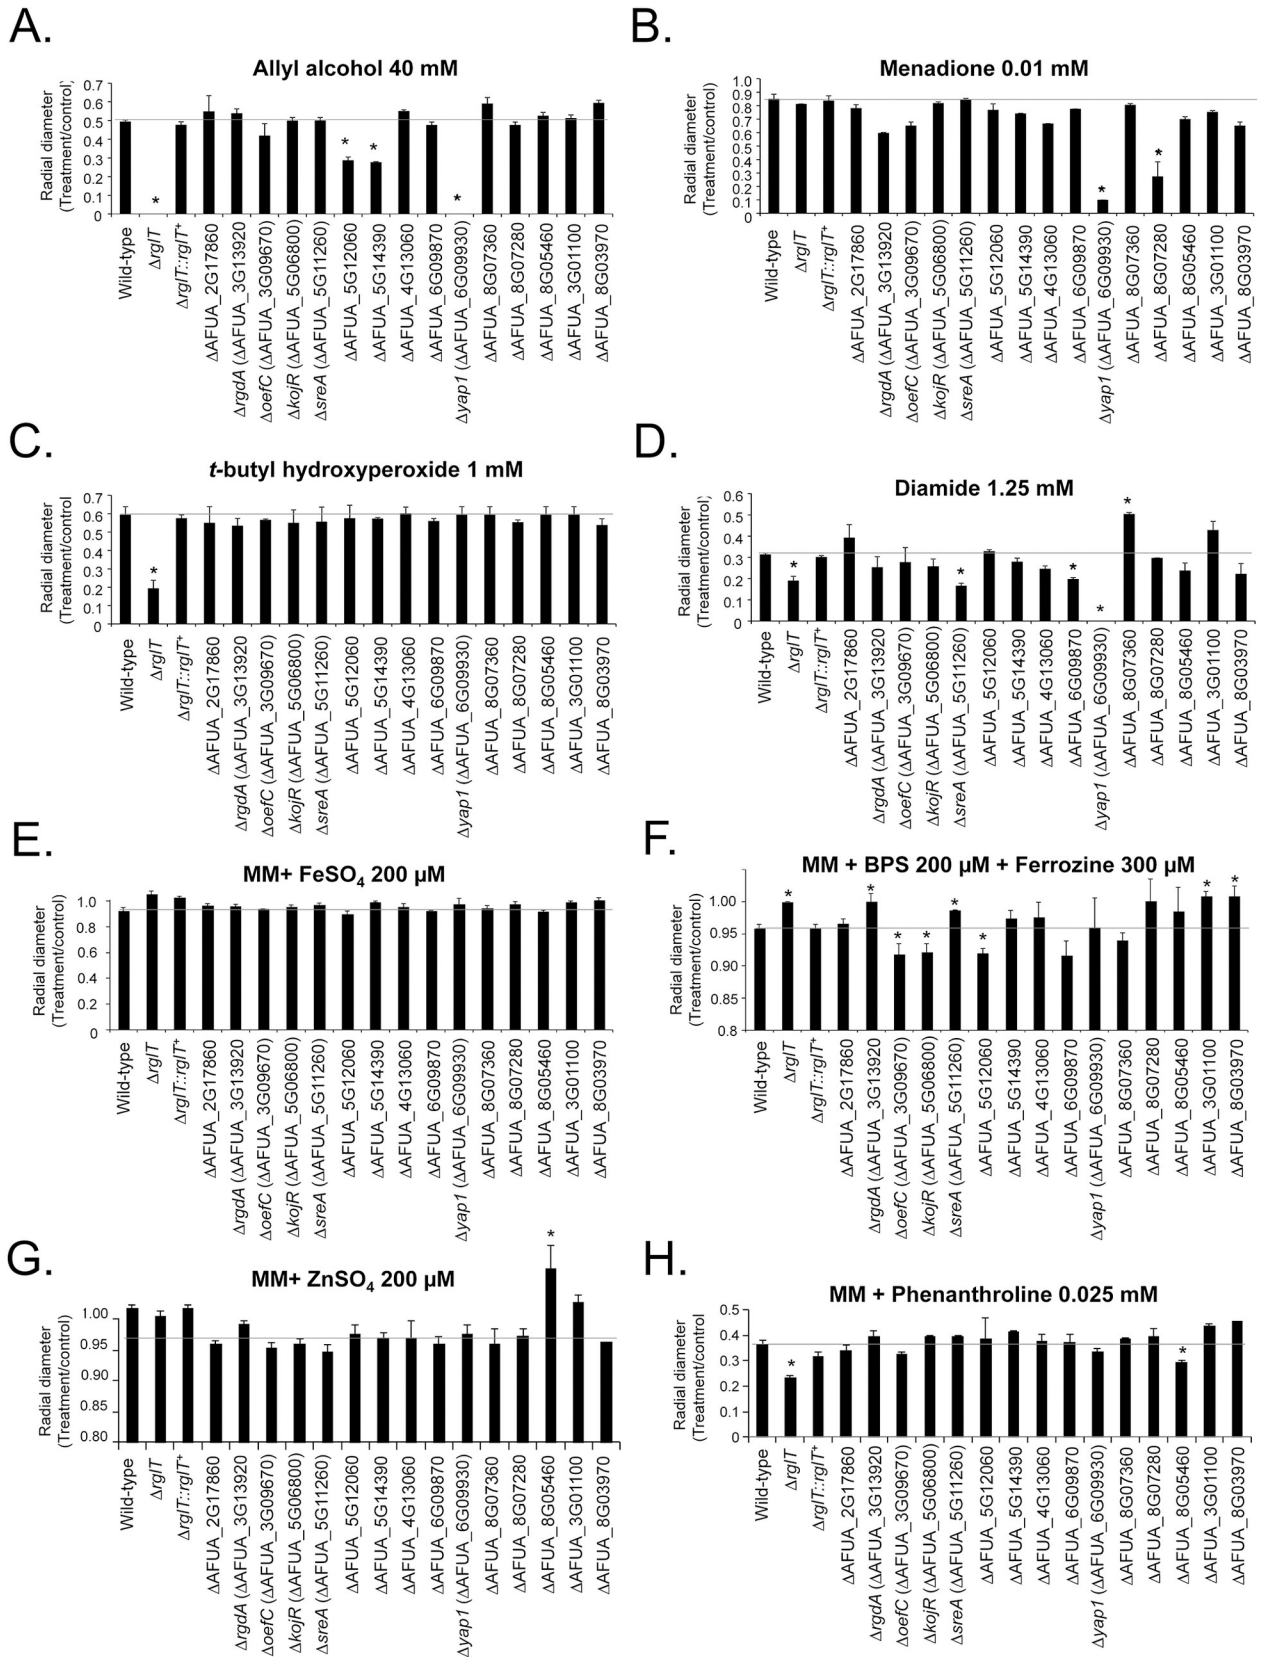 A.
Allyl alcohol 40 mM
Radial diameter
(Treatment/control)
0.7
0.6
0.5
0.4
0.3
0.2
0.1
0
*
*
*
*
Wild-type
ΔrglT
ΔrglT::rglT+
ΔAFUA_2G17860
ΔrgdA (ΔAFUA_3G13920
ΔoefC (ΔAFUA_3G09670)
ΔkojR (ΔAFUA_5G06800)
ΔsreA (ΔAFUA_5G11260)
ΔAFUA_5G12060
ΔAFUA_5G14390
ΔAFUA_4G13060
ΔAFUA_6G09870
Δyap1 (ΔAFUA_6G09930)
ΔAFUA_8G07360
ΔAFUA_8G07280
ΔAFUA_8G05460
ΔAFUA_3G01100
ΔAFUA_8G03970
B.
Menadione 0.01 mM
Radial diameter
(Treatment/control)
1.0
0.9
0.8
0.7
0.6
0.5
0.4
0.3
0.2
0.1
0
*
*
Wild-type
ΔrglT
ΔrglT::rglT+
ΔAFUA_2G17860
ΔrgdA (ΔAFUA_3G13920
ΔoefC (ΔAFUA_3G09670)
ΔkojR (ΔAFUA_5G06800)
ΔsreA (ΔAFUA_5G11260)
ΔAFUA_5G12060
ΔAFUA_5G14390
ΔAFUA_4G13060
ΔAFUA_6G09870
Δyap1 (ΔAFUA_6G09930)
ΔAFUA_8G07360
ΔAFUA_8G07280
ΔAFUA_8G05460
ΔAFUA_3G01100
ΔAFUA_8G03970
C.
t-butyl hydroxyperoxide 1 mM
Radial diameter
(Treatment/control
0.7
0.6
0.5
0.4
0.3
0.2
0.1
0
*
Wild-type
ΔrglT
ΔrglT::rglT+
ΔAFUA_2G17860
ΔrgdA (ΔAFUA_3G13920
ΔoefC (ΔAFUA_3G09670)
ΔkojR (ΔAFUA_5G06800)
ΔsreA (ΔAFUA_5G11260)
ΔAFUA_5G12060
ΔAFUA_5G14390
ΔAFUA_4G13060
ΔAFUA_6G09870
Δyap1 (ΔAFUA_6G09930)
ΔAFUA_8G07360
ΔAFUA_8G07280
ΔAFUA_8G05460
ΔAFUA_3G01100
ΔAFUA_8G03970
D.
Diamide 1.25 mM
Radial diameter
(Treatment/control)
0.6
0.5
0.4
0.3
0.2
0.1
0
*
*
*
*
*
Wild-type
ΔrglT
ΔrglT::rglT+
ΔAFUA_2G17860
ΔrgdA (ΔAFUA_3G13920
ΔoefC (ΔAFUA_3G09670)
ΔkojR (ΔAFUA_5G06800)
ΔsreA (ΔAFUA_5G11260)
ΔAFUA_5G12060
ΔAFUA_5G14390
ΔAFUA_4G13060
ΔAFUA_6G09870
Δyap1 (ΔAFUA_6G09930)
ΔAFUA_8G07360
ΔAFUA_8G07280
ΔAFUA_8G05460
ΔAFUA_3G01100
ΔAFUA_8G03970
E.
MM+ FeSO4 200 µM
Radial diameter
(Treatment/control)
1.0
0.8
0.6
0.4
0.2
0
Wild-type
ΔrglT
ΔrglT::rglT+
ΔAFUA_2G17860
ΔrgdA (ΔAFUA_3G13920
ΔoefC (ΔAFUA_3G09670)
ΔkojR (ΔAFUA_5G06800)
ΔsreA (ΔAFUA_5G11260)
ΔAFUA_5G12060
ΔAFUA_5G14390
ΔAFUA_4G13060
ΔAFUA_6G09870
Δyap1 (ΔAFUA_6G09930)
ΔAFUA_8G07360
ΔAFUA_8G07280
ΔAFUA_8G05460
ΔAFUA_3G01100
ΔAFUA_8G03970
F.
MM + BPS 200 µM + Ferrozine 300 µM
Radial diameter
(Treatment/control)
1.00
0.95
0.90
0.85
0.8
*
*
*
*
*
*
*
*
Wild-type
ΔrglT
ΔrglT::rglT+
ΔAFUA_2G17860
ΔrgdA (ΔAFUA_3G13920
ΔoefC (ΔAFUA_3G09670)
ΔkojR (ΔAFUA_5G06800)
ΔsreA (ΔAFUA_5G11260)
ΔAFUA_5G12060
ΔAFUA_5G14390
ΔAFUA_4G13060
ΔAFUA_6G09870
Δyap1 (ΔAFUA_6G09930)
ΔAFUA_8G07360
ΔAFUA_8G07280
ΔAFUA_8G05460
ΔAFUA_3G01100
ΔAFUA_8G03970
G.
MM+ ZnSO4 200 µM
Radial diameter
(Treatment/control)
1.00
0.95
0.90
0.85
0.80
*
Wild-type
ΔrglT
ΔrglT::rglT+
ΔAFUA_2G17860
ΔrgdA (ΔAFUA_3G13920
ΔoefC (ΔAFUA_3G09670)
ΔkojR (ΔAFUA_5G06800)
ΔsreA (ΔAFUA_5G11260)
ΔAFUA_5G12060
ΔAFUA_5G14390
ΔAFUA_4G13060
ΔAFUA_6G09870
Δyap1 (ΔAFUA_6G09930)
ΔAFUA_8G07360
ΔAFUA_8G07280
ΔAFUA_8G05460
ΔAFUA_3G01100
ΔAFUA_8G03970
H.
MM + Phenanthroline 0.025 mM
Radial diameter
(Treatment/control)
0.5
0.4
0.3
0.2
0.1
0
*
*
Wild-type
ΔrglT
ΔrglT::rglT+
ΔAFUA_2G17860
ΔrgdA (ΔAFUA_3G13920
ΔoefC (ΔAFUA_3G09670)
ΔkojR (ΔAFUA_5G06800)
ΔsreA (ΔAFUA_5G11260)
ΔAFUA_5G12060
ΔAFUA_5G14390
ΔAFUA_4G13060
ΔAFUA_6G09870
Δyap1 (ΔAFUA_6G09930)
ΔAFUA_8G07360
ΔAFUA_8G07280
ΔAFUA_8G05460
ΔAFUA_3G01100
ΔAFUA_8G03970